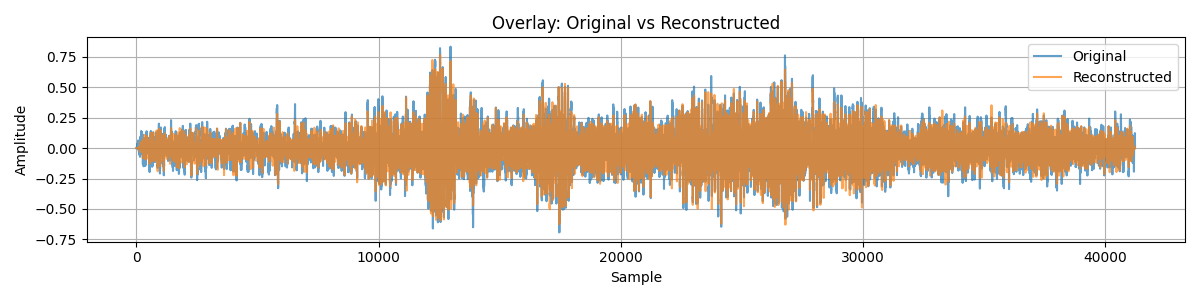 Overlay: Original vs Reconstructed
Amplitude
0.75
0.50
0.25
0.00
−0.25
−0.50
−0.75
Original
Reconstructed
0
10000
20000
30000
40000
Sample